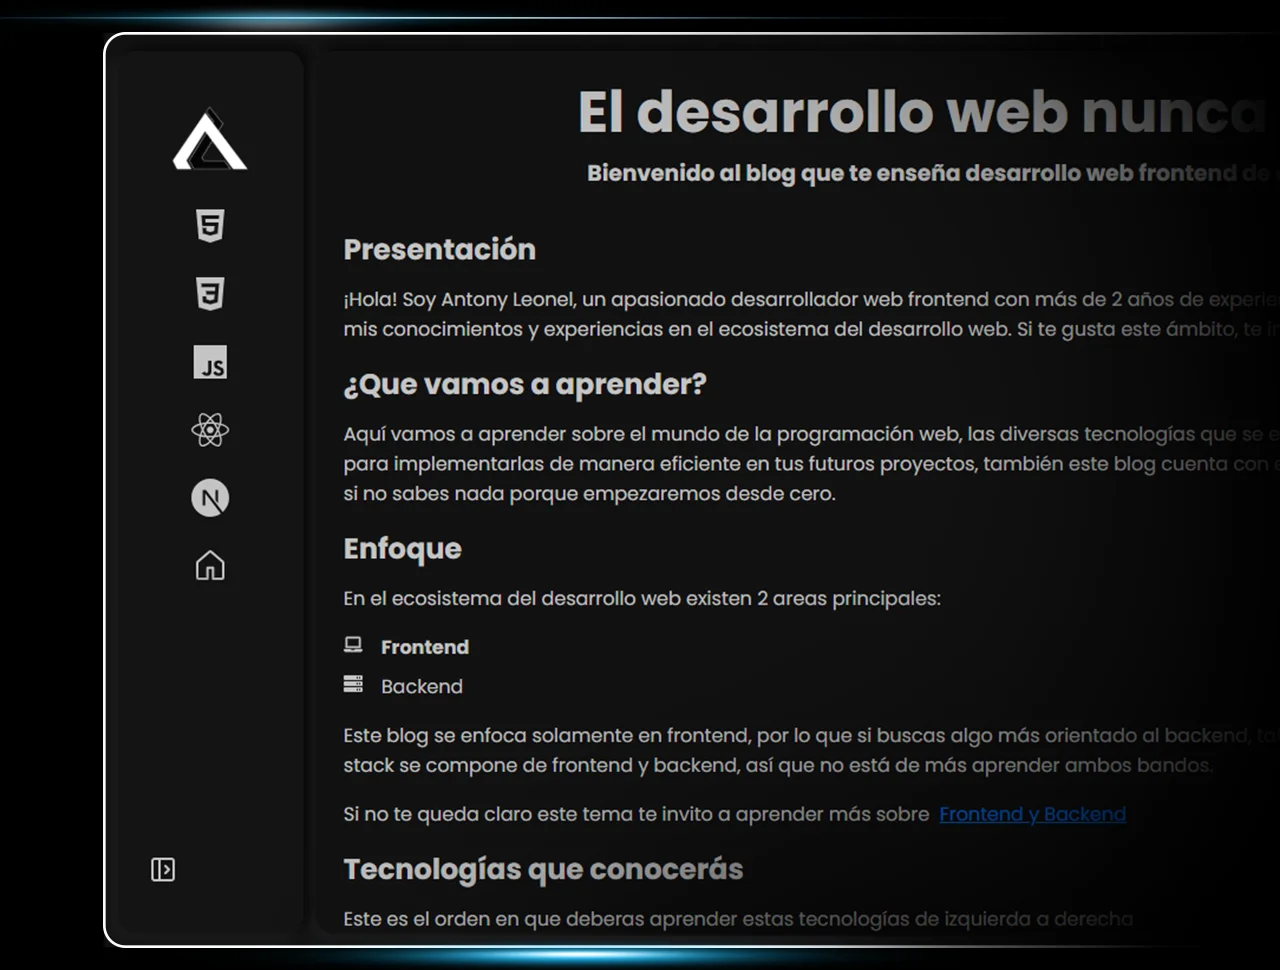 El desarrollo web nunca
Bienvenido al blog que te enseña desarrollo web frontend de
Presentación
¡Hola! Soy Antony Leonel, un apasionado desarrollador web frontend con más de 2 años de
mis conocimientos y experiencias en el ecosistema del desarrollo web. Si te gusta este ámbito, te
¿Que vamos a aprender?
Aquí vamos a aprender sobre el mundo de la programación web, las diversas tecnologías que se
para implementarlas de manera eficiente en tus futuros proyectos, también este blog cuenta con
si no sabes nada porque empezaremos desde cero.
Enfoque
En el ecosistema del desarrollo web existen 2 areas principales:
Frontend
Backend
Este blog se enfoca solamente en frontend, por lo que si buscas algo más orientado al backend,
stack se compone de frontend y backend, así que no está de más aprender ambos bandos.
Si no te queda claro este tema te invito a aprender más sobre Frontend y Backend
Tecnologías que conocerás
Este es el orden en que deberas aprender estas tecnologías de izquierda a derecha
JS